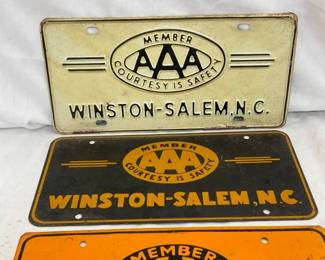 MEMBER
AAA
COURTESY IS SAFETY
WINSTON-SALEM, N.C.
MEMBER
AAA
COURTESY IS SAFETY
WINSTON-SALEM, N.C.
MEMBER